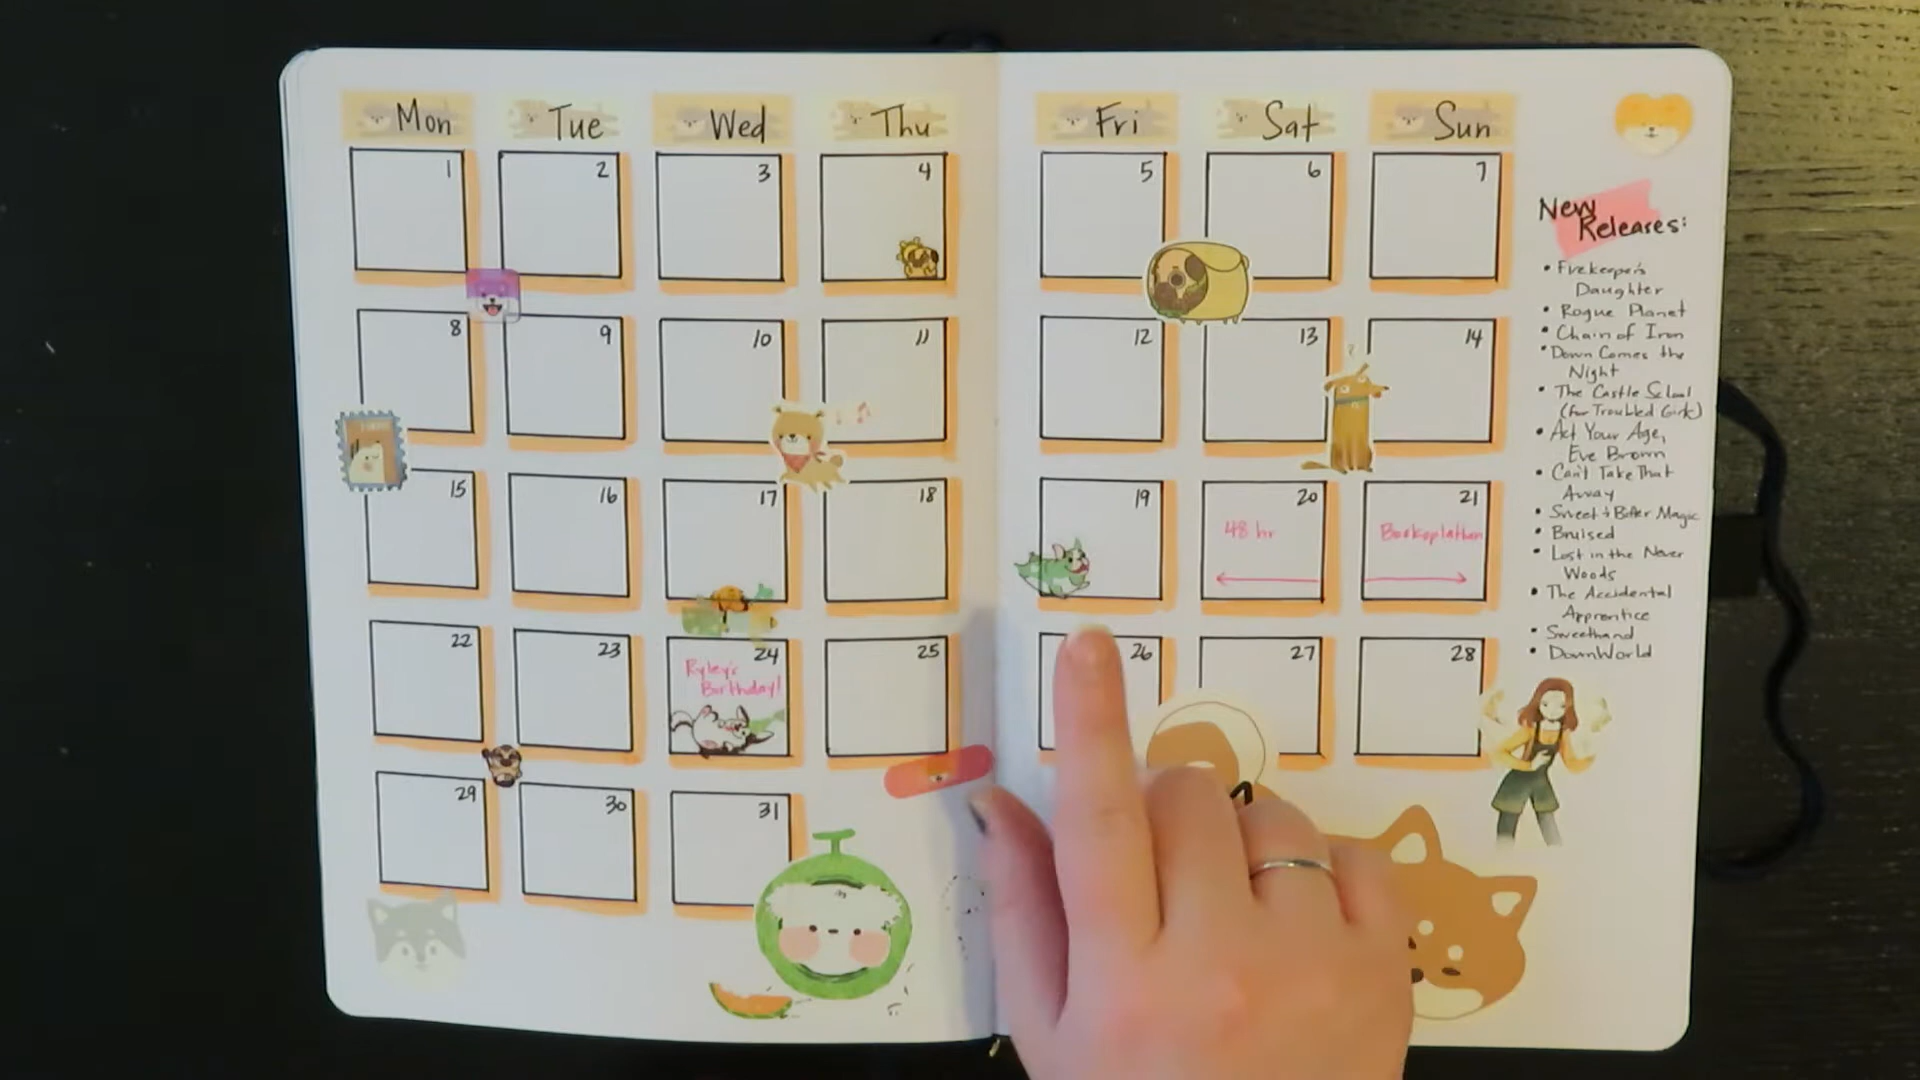 Mon Tue Wed Thu Fri Sat Sun
1 2 3 4 5 6 7
8 9 10 11 12 13 14
15 16 17 18 19 20 21
48 hr Bookoplathon
22 23 24 25 26 27 28
Ryley's
Birthday!
29 30 31
New
Releases:
• Firekeeper's
Daughter
• Rogue Planet
• Chain of Iron
• Down Comes the
Night
• The Castle School
(for Troubled Girls)
• Act Your Age,
Eve Brown
• Can't Take That
Away
• Sweet + Bitter Magic
• Bruised
• Lost in the Never
Woods
• The Accidental
Apprentice
• Sweethand
• DownWorld